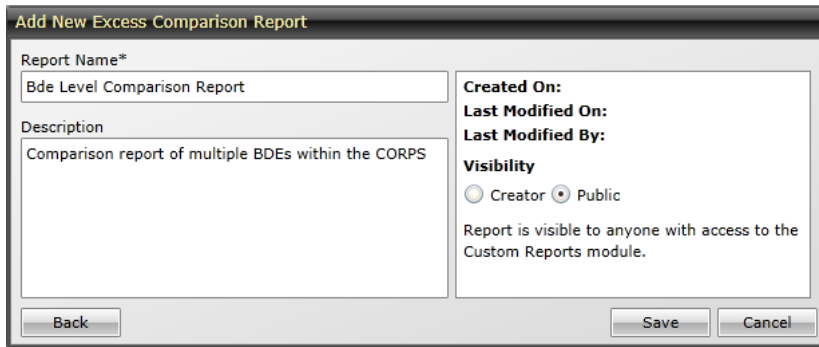 Add New Excess Comparison Report
Report Name*
Bde Level Comparison Report
Description
Comparison report of multiple BDEs within the CORPS
Created On:
Last Modified On:
Last Modified By:
Visibility
Creator Public
Report is visible to anyone with access to the
Custom Reports module.
Back Save Cancel